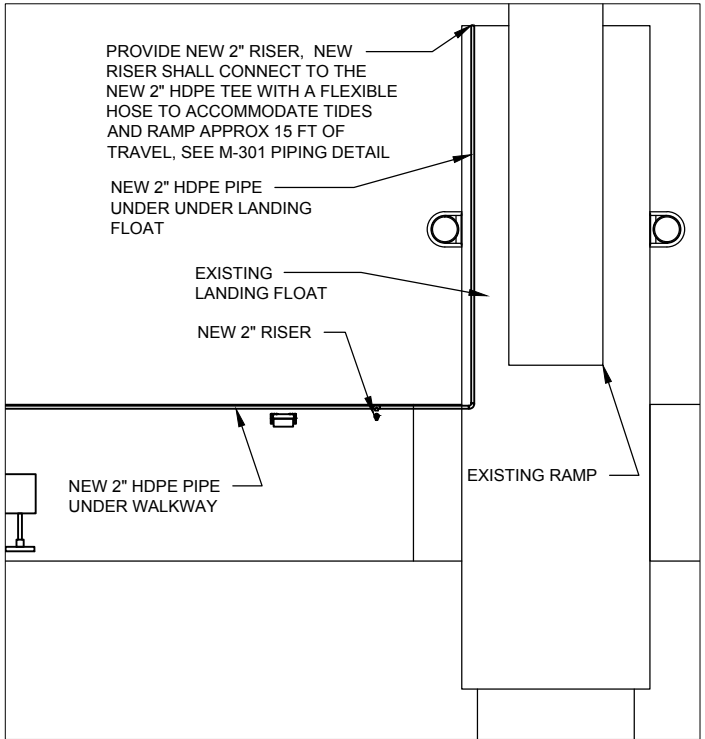 PROVIDE NEW 2" RISER, NEW
RISER SHALL CONNECT TO THE
NEW 2" HDPE TEE WITH A FLEXIBLE
HOSE TO ACCOMMODATE TIDES
AND RAMP APPROX 15 FT OF
TRAVEL, SEE M-301 PIPING DETAIL
NEW 2" HDPE PIPE
UNDER UNDER LANDING
FLOAT
EXISTING
LANDING FLOAT
NEW 2" RISER
NEW 2" HDPE PIPE
UNDER WALKWAY
EXISTING RAMP